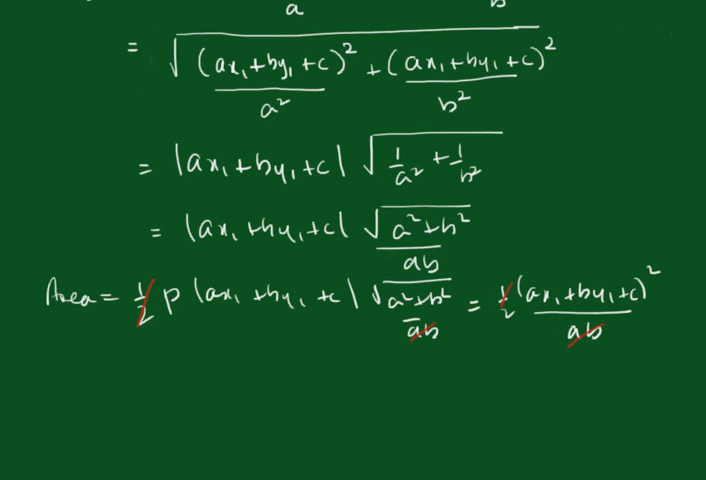 a b
= √((ax₁+by₁+c)²/a² + (ax₁+by₁+c)²/b²)
= |ax₁+by₁+c| √(1/a² + 1/b²)
= |ax₁+by₁+c| √(a²+b²)/ab
Area = 1/2 p |ax₁+by₁+c| √(a²+b²)/ab = 1/2 (ax₁+by₁+c)²/ab